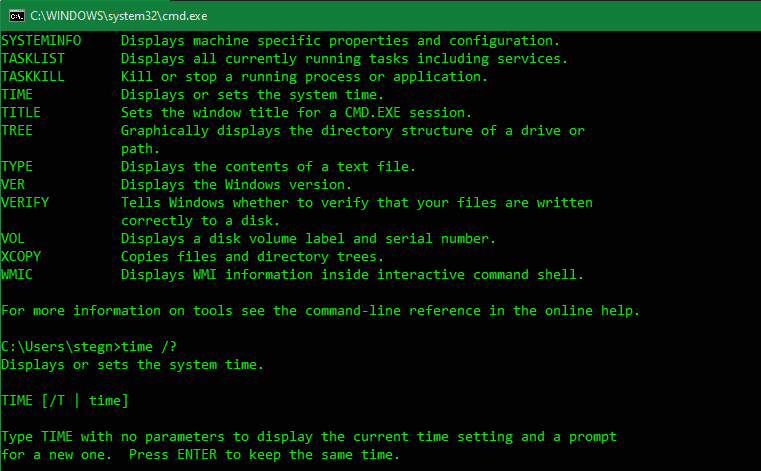 C:\WINDOWS\system32\cmd.exe
SYSTEMINFO     Displays machine specific properties and configuration.
TASKLIST       Displays all currently running tasks including services.
TASKKILL       Kill or stop a running process or application.
TIME           Displays or sets the system time.
TITLE          Sets the window title for a CMD.EXE session.
TREE           Graphically displays the directory structure of a drive or
               path.
TYPE           Displays the contents of a text file.
VER            Displays the Windows version.
VERIFY         Tells Windows whether to verify that your files are written
               correctly to a disk.
VOL            Displays a disk volume label and serial number.
XCOPY          Copies files and directory trees.
WMIC           Displays WMI information inside interactive command shell.

For more information on tools see the command-line reference in the online help.

C:\Users\stegn>time /?
Displays or sets the system time.

TIME [/T | time]

Type TIME with no parameters to display the current time setting and a prompt
for a new one.  Press ENTER to keep the same time.